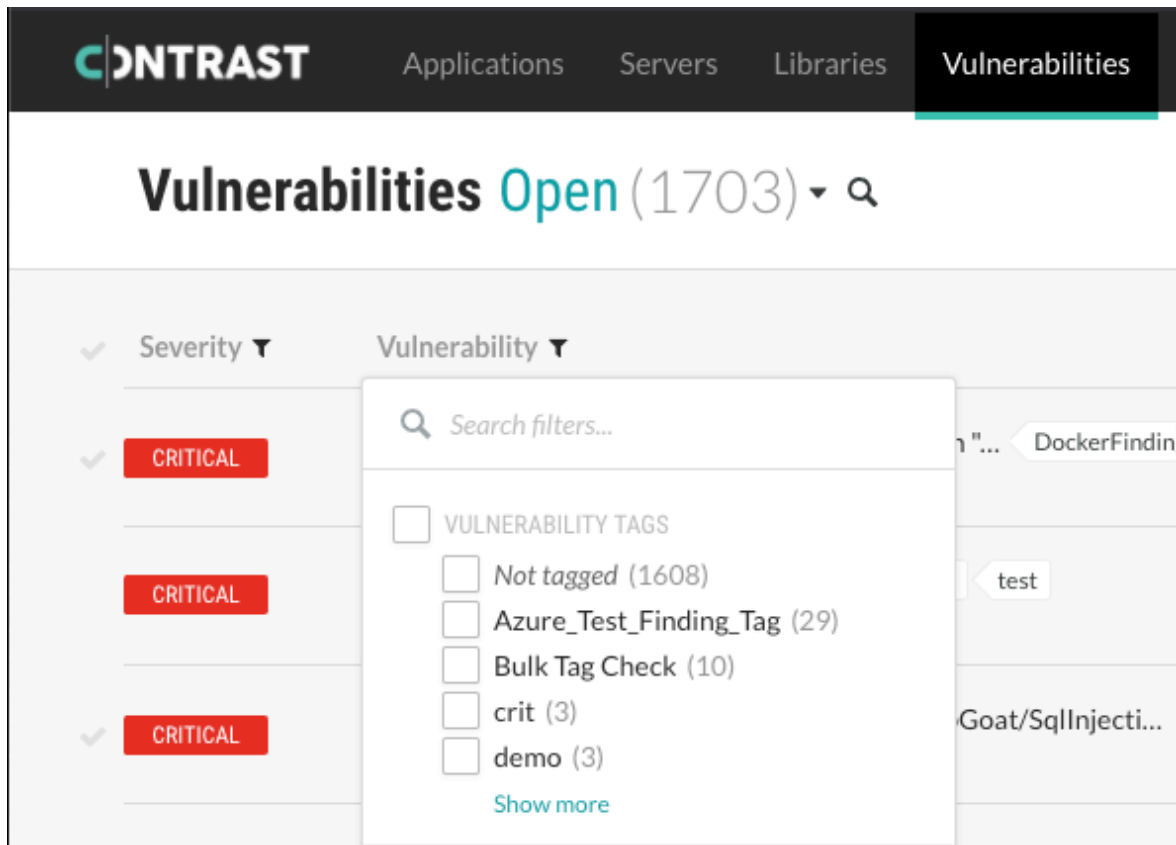 CONTRAST Applications Servers Libraries Vulnerabilities
Vulnerabilities Open (1703)
Severity Vulnerability
Search filters...
CRITICAL "... DockerFindin
VULNERABILITY TAGS
Not tagged (1608)
CRITICAL test
Azure_Test_Finding_Tag (29)
Bulk Tag Check (10)
crit (3)
CRITICAL Goat/SqlInjecti...
demo (3)
Show more